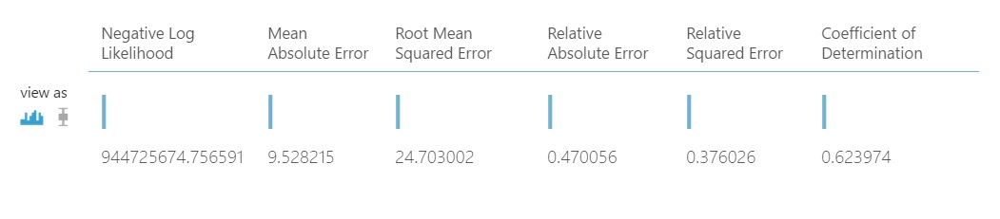 Negative Log Likelihood
Mean Absolute Error
Root Mean Squared Error
Relative Absolute Error
Relative Squared Error
Coefficient of Determination
view as
944725674.756591
9.528215
24.703002
0.470056
0.376026
0.623974